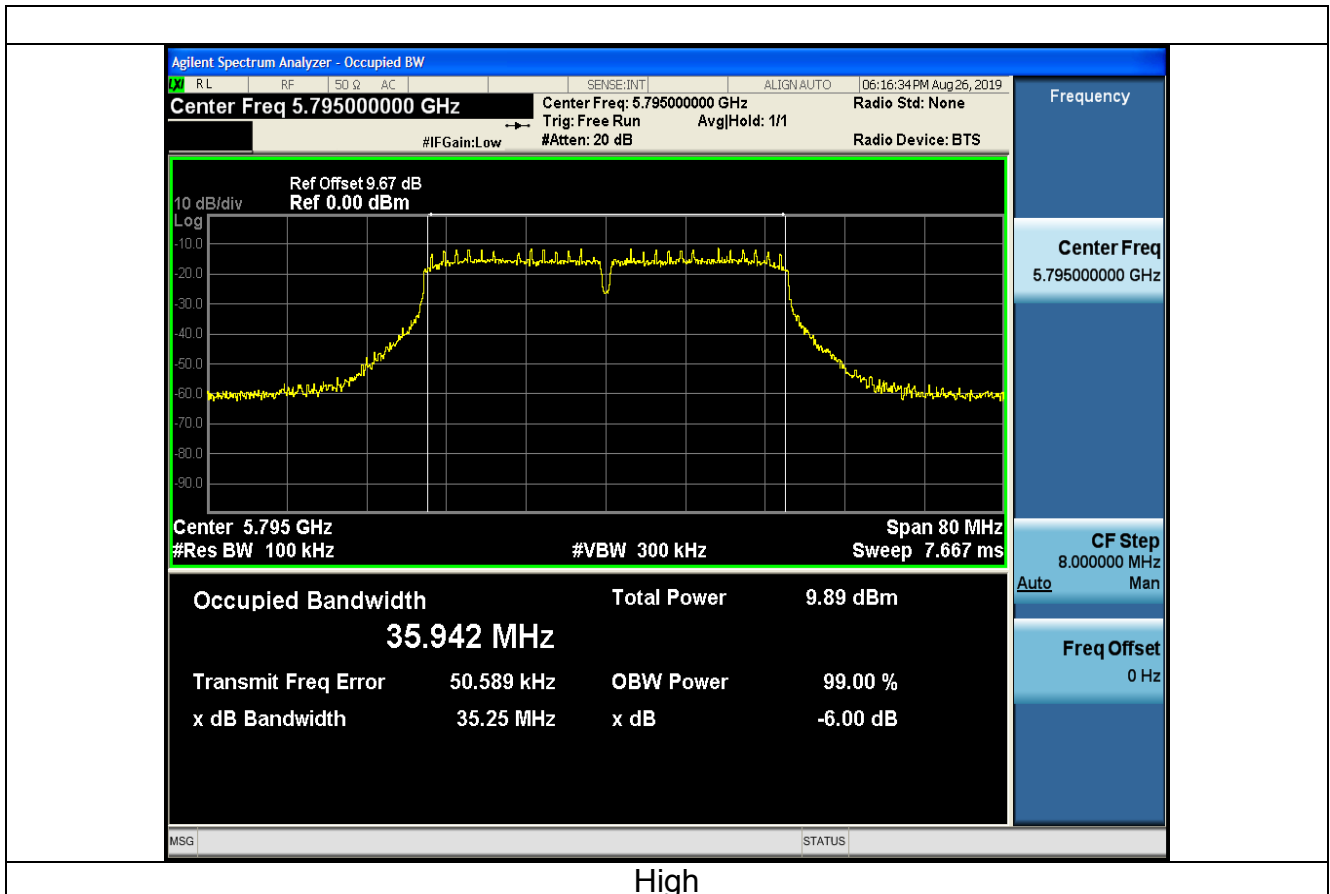 Agilent Spectrum Analyzer - Occupied BW
LXI RL RF 50 Ω AC SENSE:INT ALIGN AUTO 06:16:34 PM Aug 26, 2019
Center Freq 5.795000000 GHz
Center Freq: 5.795000000 GHz
Radio Std: None
Trig: Free Run Avg|Hold: 1/1
#IFGain:Low
#Atten: 20 dB
Radio Device: BTS
Ref Offset 9.67 dB
10 dB/div Ref 0.00 dBm
Log
-10.0
-20.0
-30.0
-40.0
-50.0
-60.0
-70.0
-80.0
-90.0
Center 5.795 GHz Span 80 MHz
#Res BW 100 kHz #VBW 300 kHz Sweep 7.667 ms
Occupied Bandwidth Total Power 9.89 dBm
35.942 MHz
Transmit Freq Error 50.589 kHz OBW Power 99.00 %
x dB Bandwidth 35.25 MHz x dB -6.00 dB
MSG STATUS
Frequency
Center Freq
5.795000000 GHz
CF Step
8.000000 MHz
Auto Man
Freq Offset
0 Hz
High